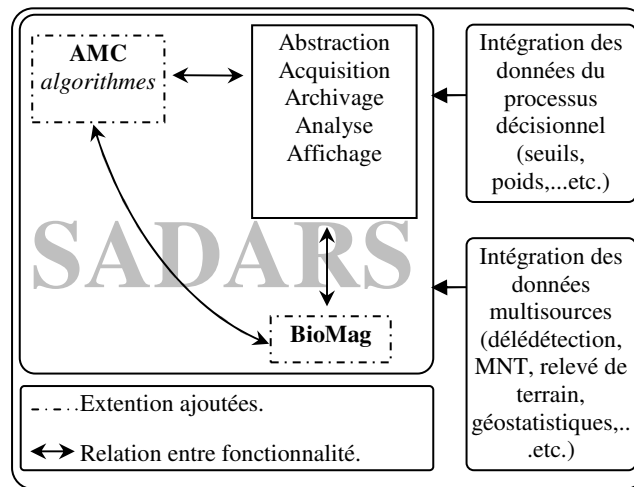 AMC
algorithmes
Abstraction
Acquisition
Archivage
Analyse
Affichage
Intégration des
données du
processus
décisionnel
(seuils,
poids,...etc.)
SADARS
BioMag
Intégration des
données
multisources
(délédétection,
MNT, relevé de
terrain,
géostatistiques,..
.etc.)
Extention ajoutées.
Relation entre fonctionnalité.